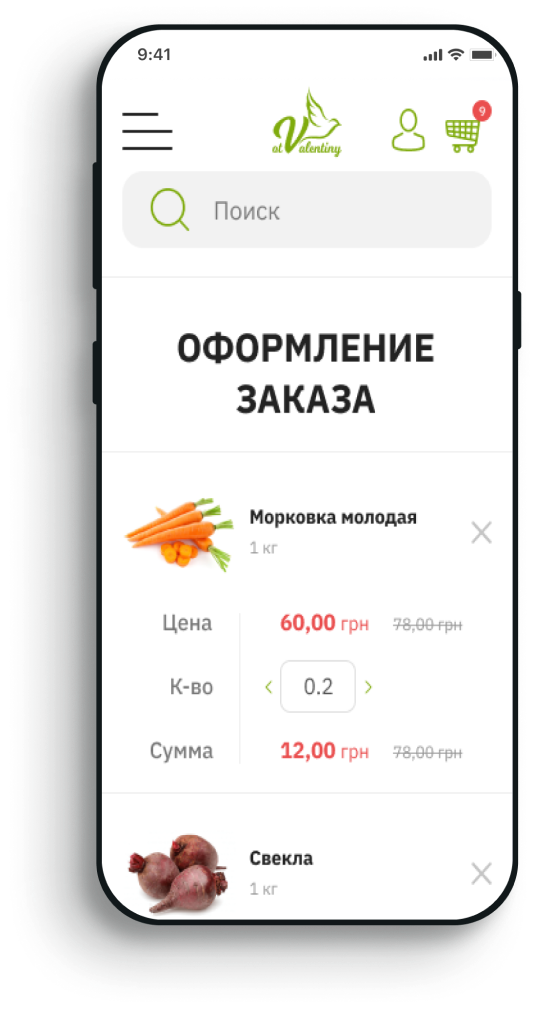 9:41
ot Valentiny
9
Поиск
ОФОРМЛЕНИЕ
ЗАКАЗА
Морковка молодая
1 кг
Цена 60,00 грн 78,00 грн
К-во < 0.2 >
Сумма 12,00 грн 78,00 грн
Свекла
1 кг